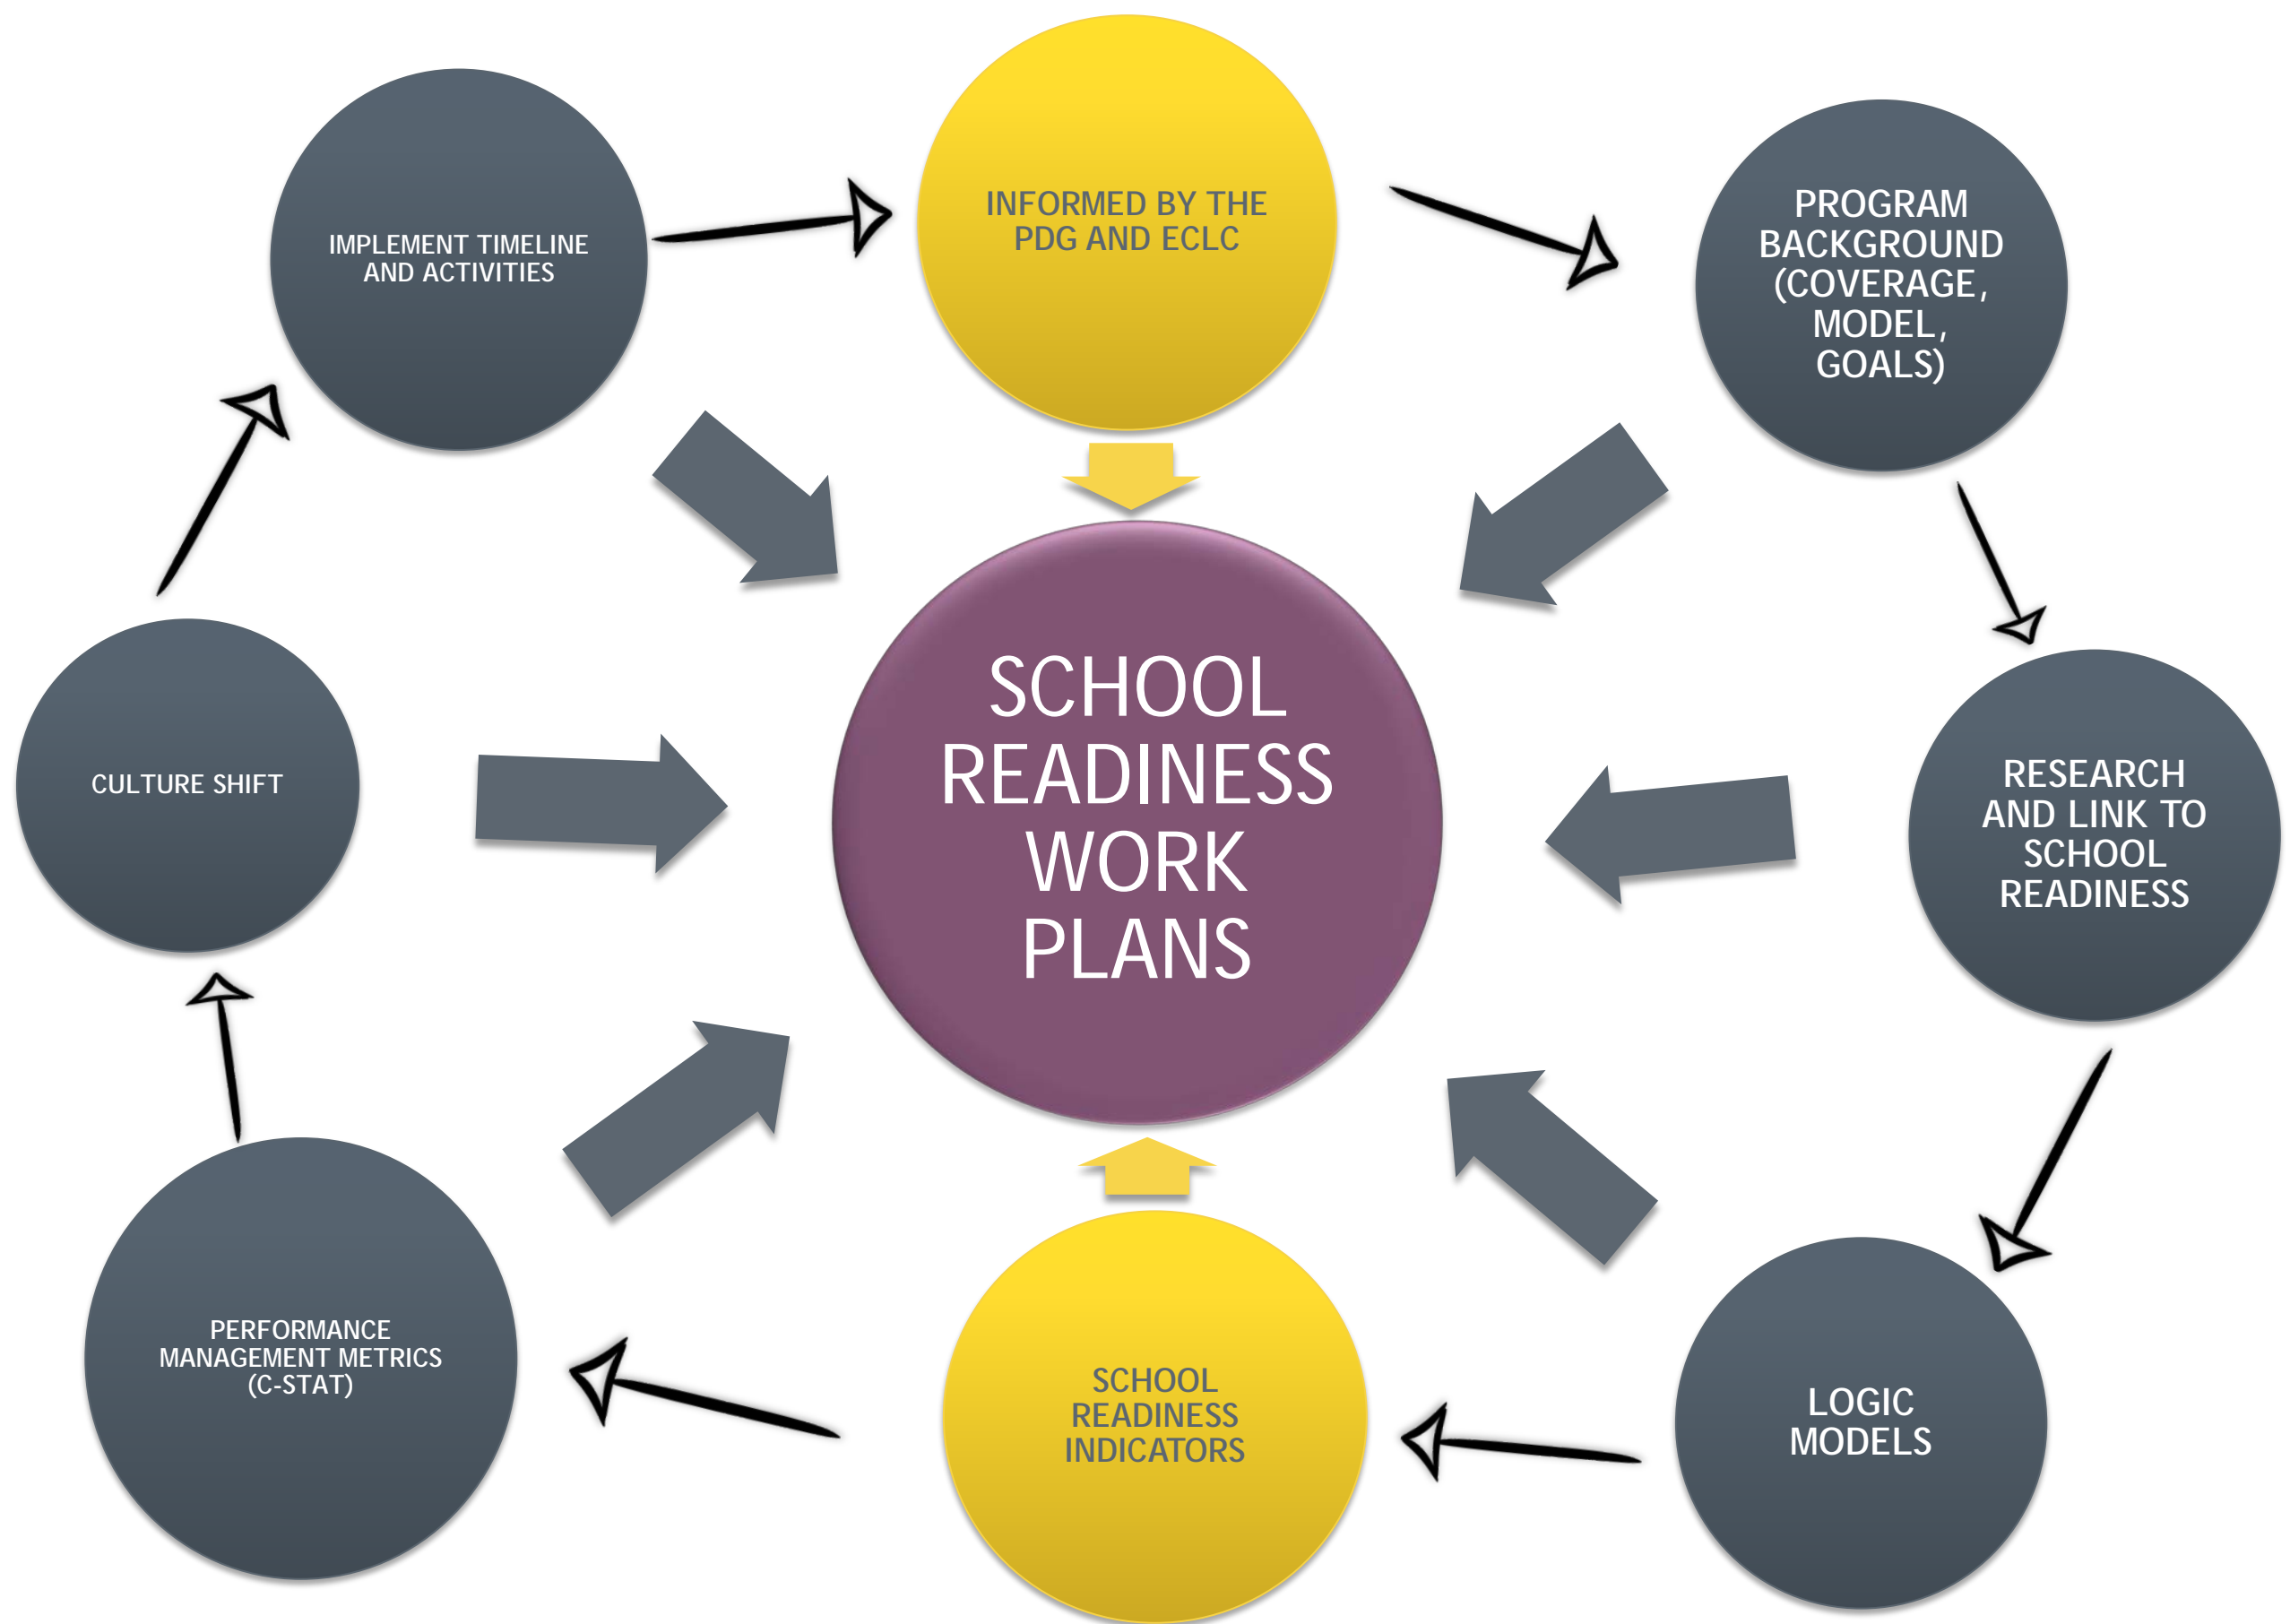 INFORMED BY THE
PDG AND ECLC
PROGRAM
BACKGROUND
(COVERAGE,
MODEL,
GOALS)
RESEARCH
AND LINK TO
SCHOOL
READINESS
LOGIC
MODELS
SCHOOL
READINESS
INDICATORS
PERFORMANCE
MANAGEMENT METRICS
(C-STAT)
CULTURE SHIFT
IMPLEMENT TIMELINE
AND ACTIVITIES
SCHOOL
READINESS
WORK
PLANS